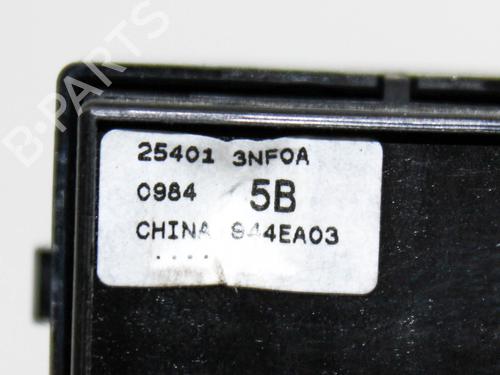 B-PARTS
25401 3NF0A
0984 5B
CHINA 944EA03
....